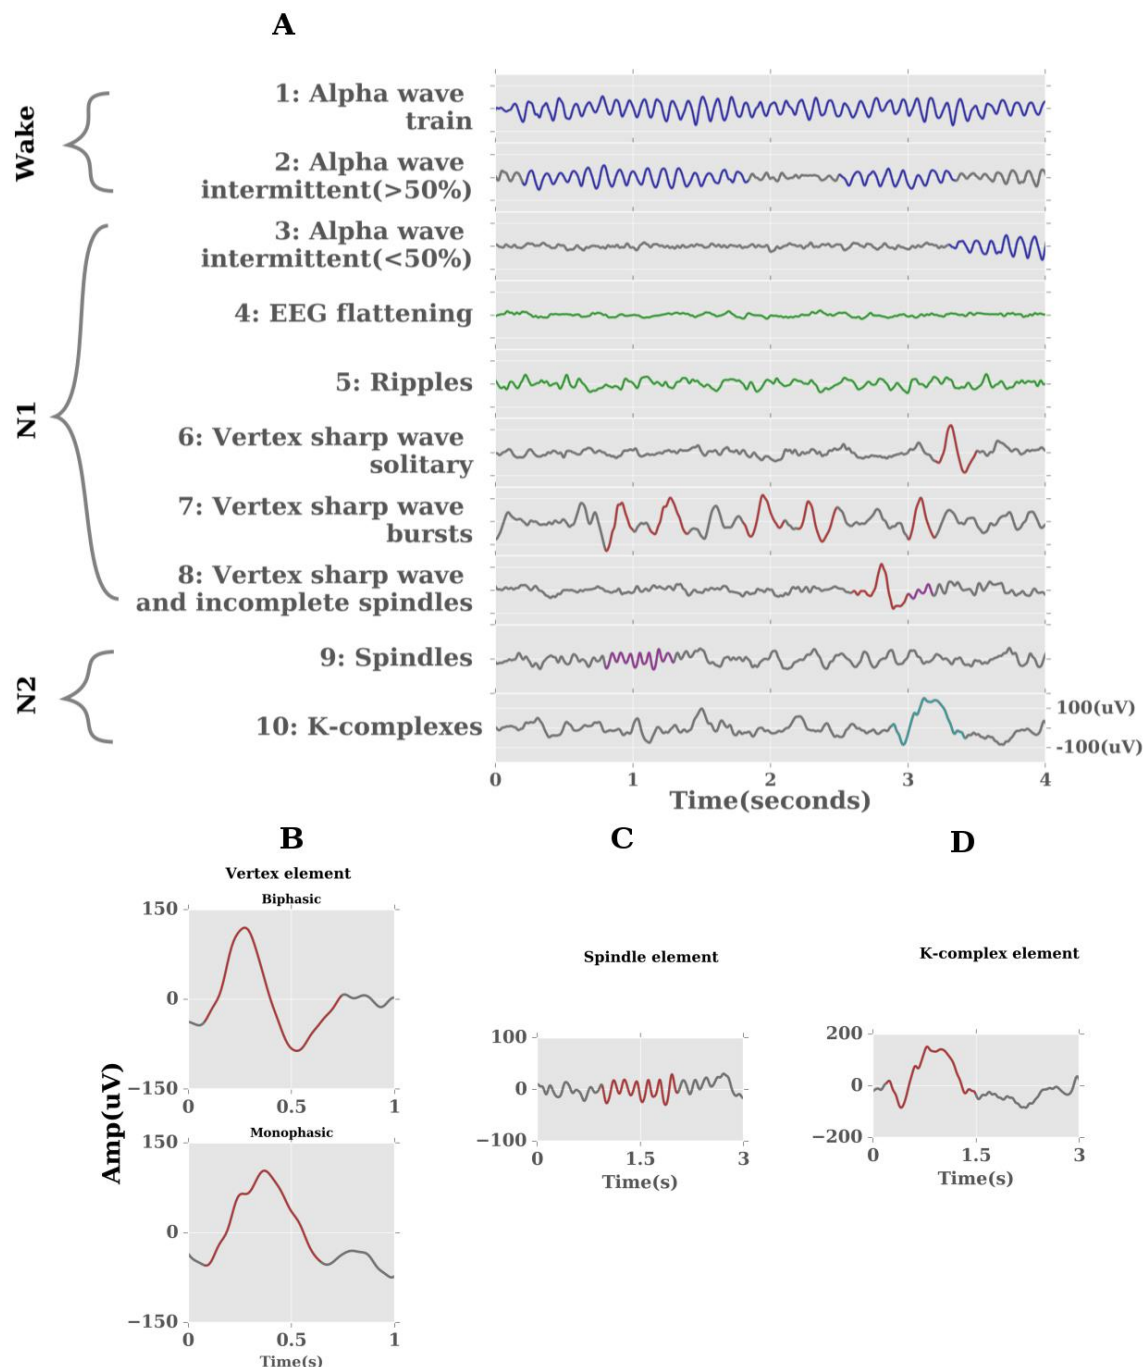 A
Wake
1: Alpha wave
train
2: Alpha wave
intermittent(>50%)
N1
3: Alpha wave
intermittent(<50%)
4: EEG flattening
5: Ripples
6: Vertex sharp wave
solitary
7: Vertex sharp wave
bursts
8: Vertex sharp wave
and incomplete spindles
N2
9: Spindles
10: K-complexes
100(uV)
-100(uV)
0 1 2 3 4
Time(seconds)
B
Vertex element
Biphasic
Amp(uV)
150
0
−150
0 0.5 1
Monophasic
150
0
−150
0 0.5 1
Time(s)
C
Spindle element
100
0
−100
0 1.5 3
Time(s)
D
K-complex element
200
0
−200
0 1.5 3
Time(s)